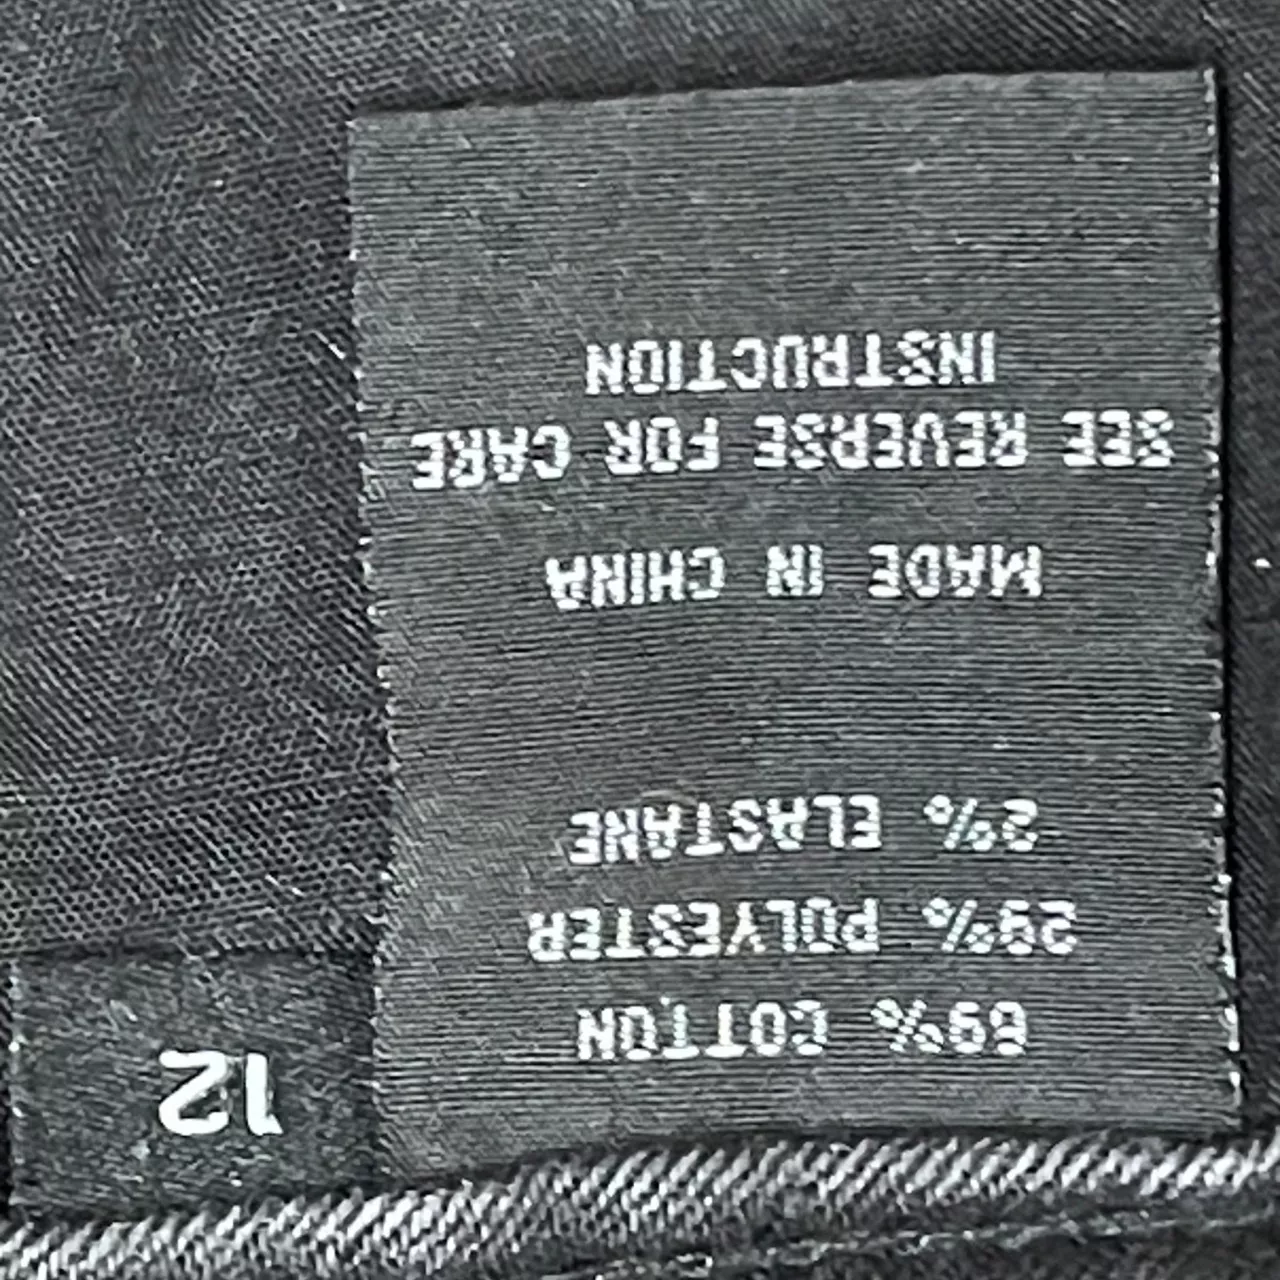 69% COTTON
29% POLYESTER
2% ELASTANE
MADE IN CHINA
SEE REVERSE FOR CARE
INSTRUCTION
12